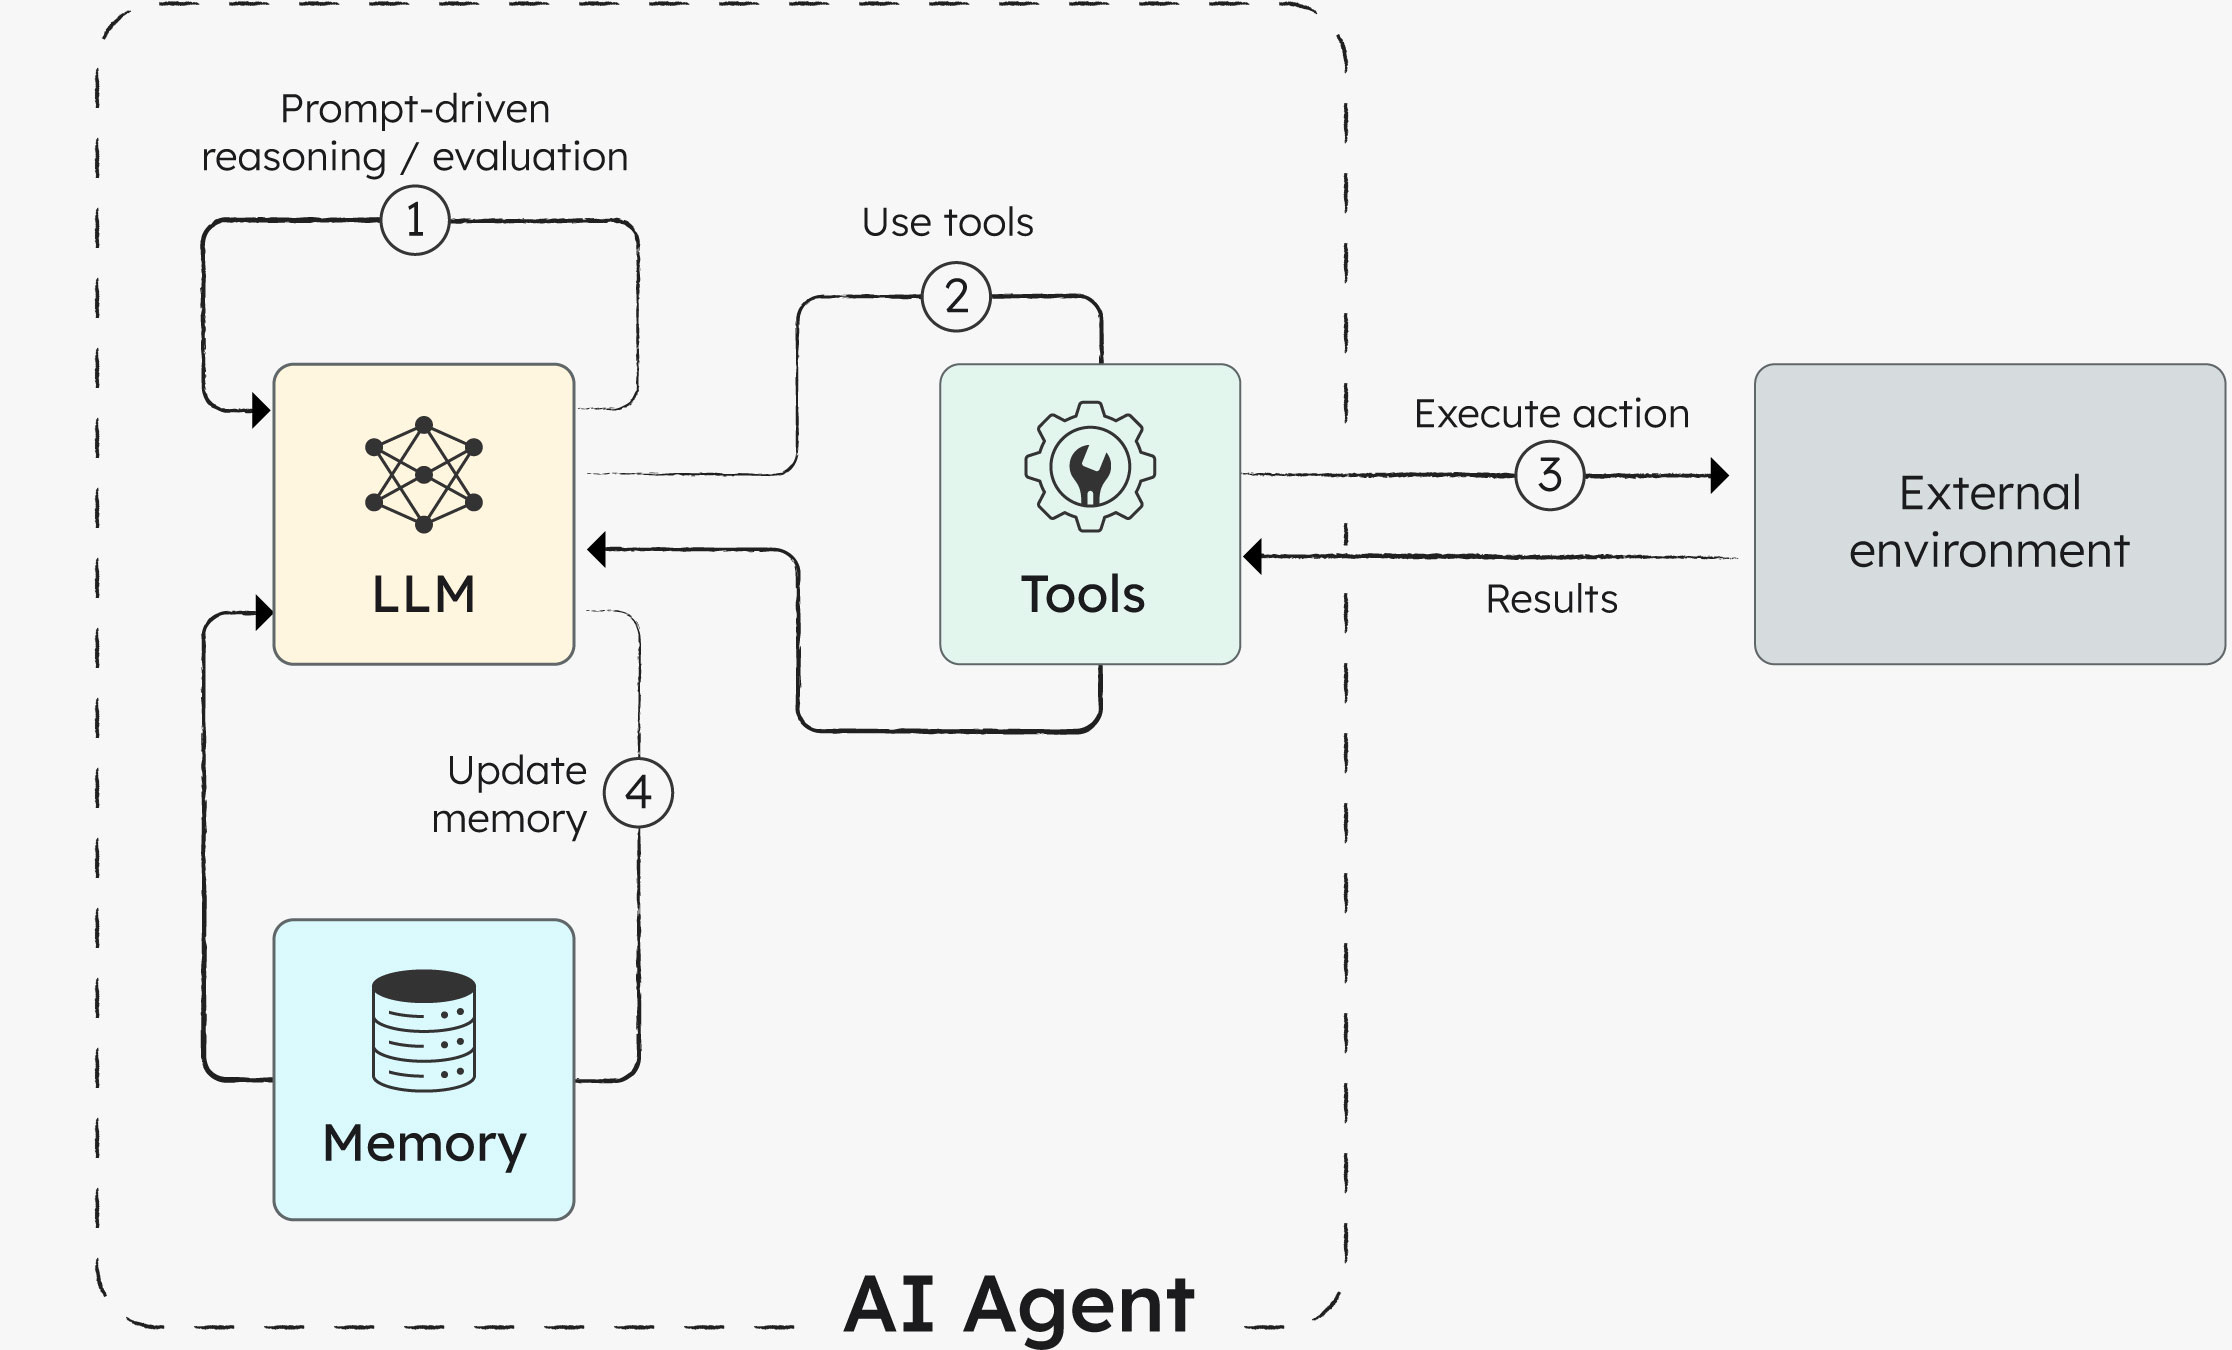 Prompt-driven
reasoning / evaluation
1
Use tools
2
Execute action
3
External
environment
LLM
Tools
Results
Update
memory
4
Memory
AI Agent